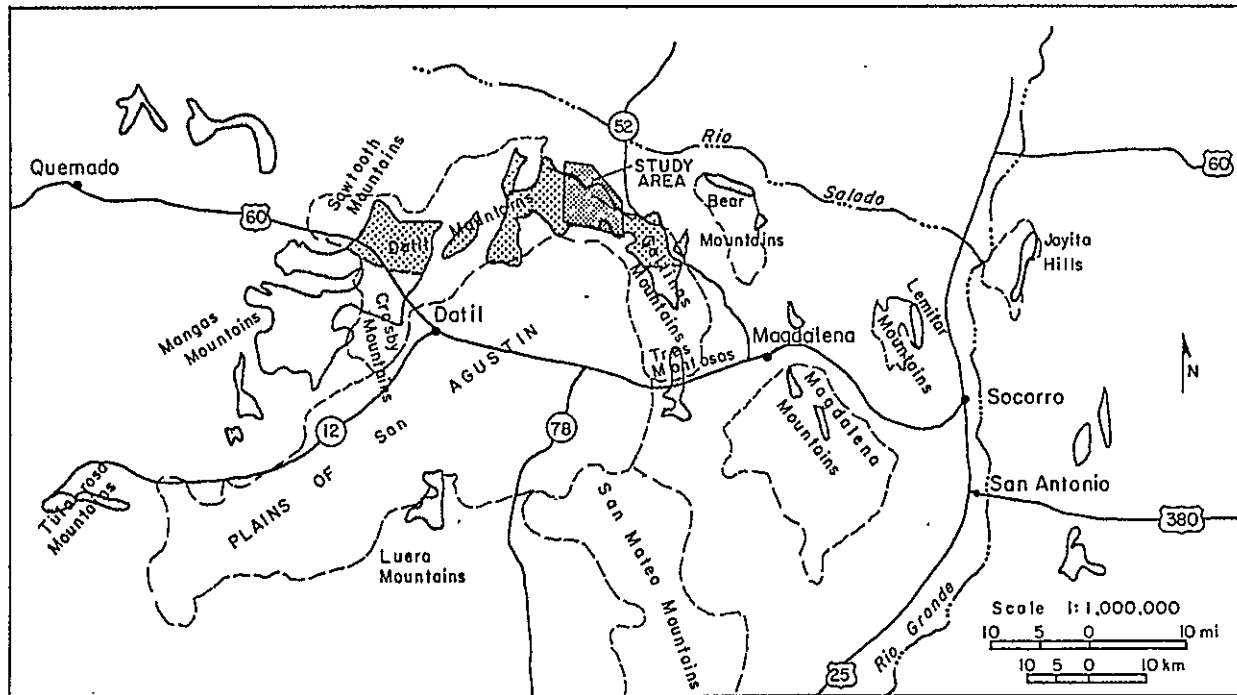 52
Rio
STUDY
AREA
60
Quemado
Sawtooth
Mountains
60
Datil
Mountains
Bear
Mountains
Salado
Joyita
Hills
Gallinas
Mountains
Mangas
Mountains
Crosby
Mountains
Datil
Lemitar
Mountains
Magdalena
Tres
Montosas
N
PLAINS OF San AGUSTIN
Magdalena
Mountains
Socorro
12
78
San Antonio
380
Tularosa
Mountains
Luera
Mountains
San Mateo Mountains
Rio Grande
25
Scale 1:1,000,000
10 5 0 10 mi
10 5 0 10 km